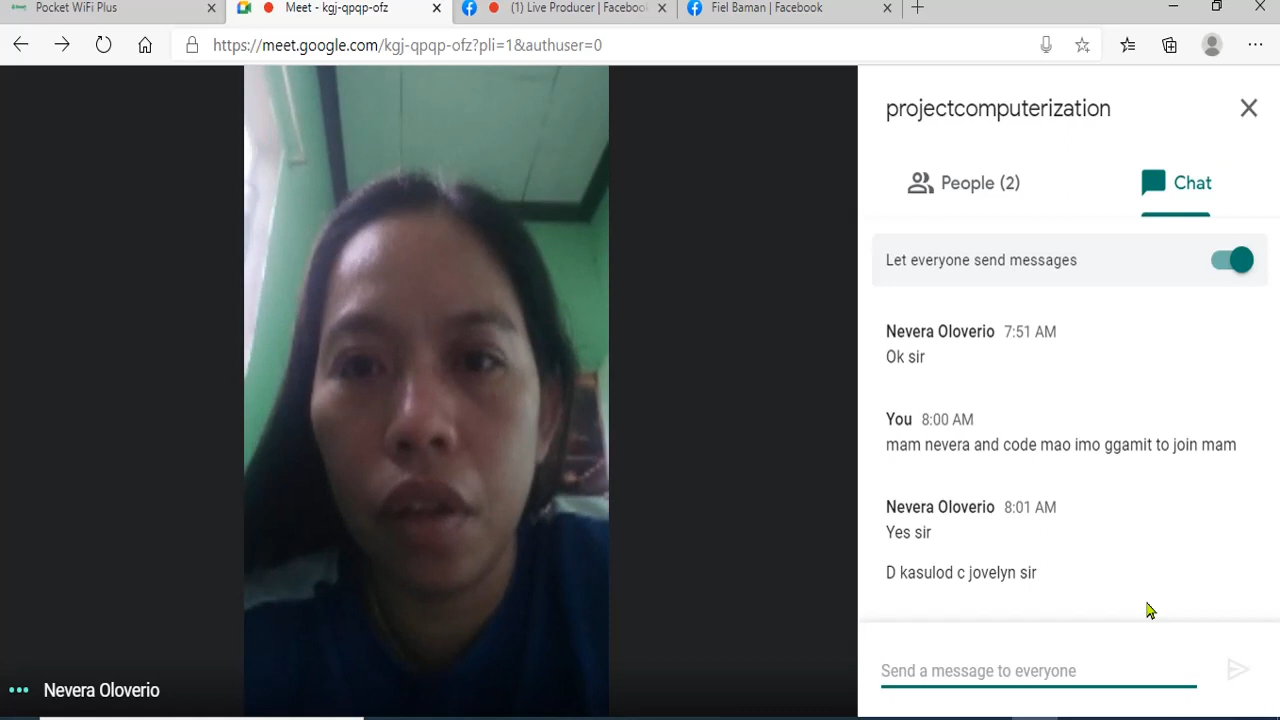 Pocket WiFi Plus
Meet - kgj-qpqp-ofz
(1) Live Producer | Facebook
Fiel Baman | Facebook
https://meet.google.com/kgj-qpqp-ofz?pli=1&authuser=0
projectcomputerization
People (2)
Chat
Let everyone send messages
Nevera Oloverio 7:51 AM
Ok sir
You 8:00 AM
mam nevera and code mao imo ggamit to join mam
Nevera Oloverio 8:01 AM
Yes sir
D kasulod c jovelyn sir
Send a message to everyone
Nevera Oloverio